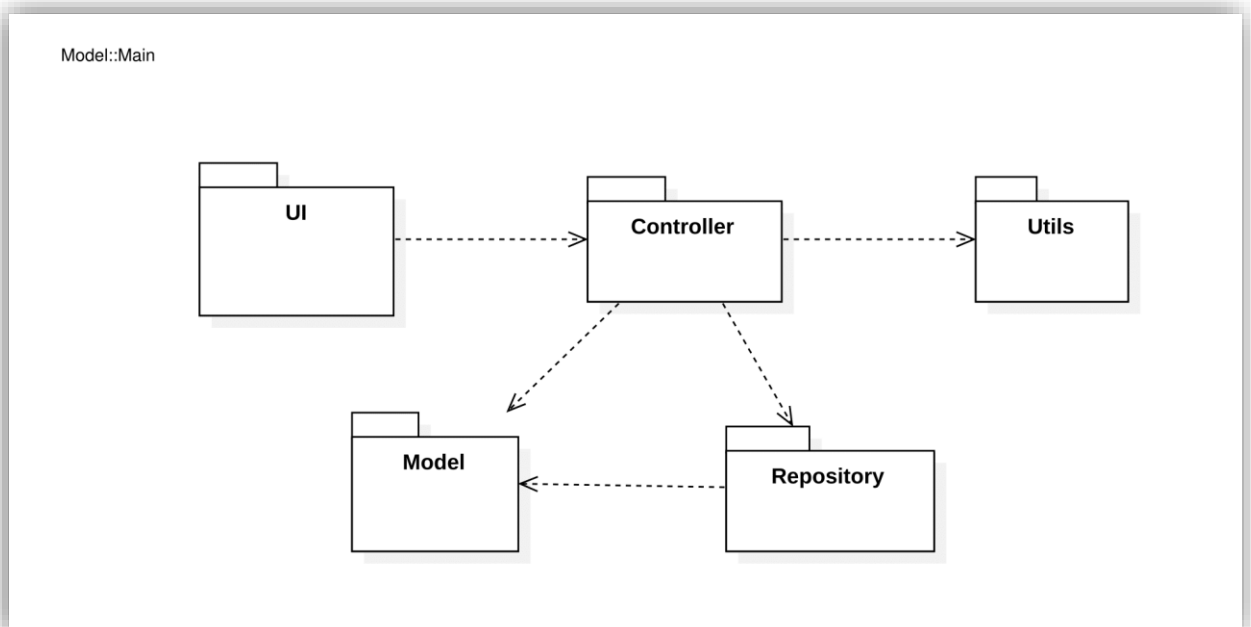 Model::Main
UI
Controller
Utils
Model
Repository